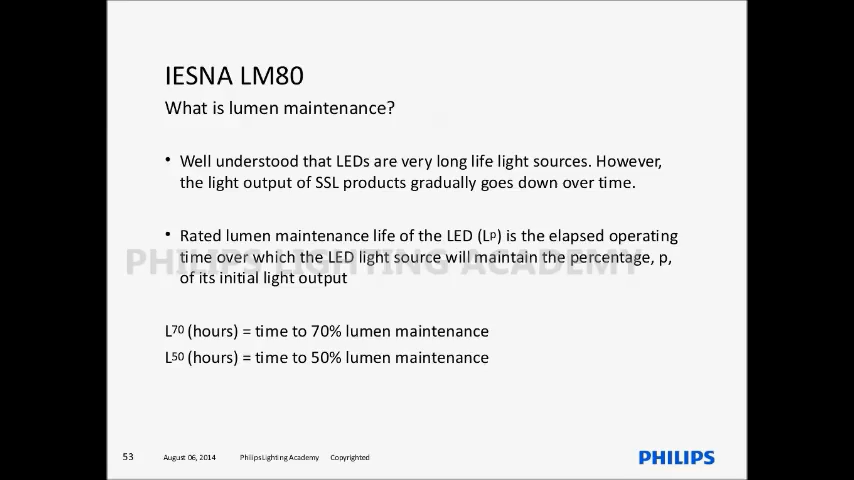 IESNA LM80
What is lumen maintenance?
• Well understood that LEDs are very long life light sources. However,
the light output of SSL products gradually goes down over time.
• Rated lumen maintenance life of the LED (Lp) is the elapsed operating
time over which the LED light source will maintain the percentage, p,
of its initial light output
PHILIPS LIGHTING ACADEMY
L70 (hours) = time to 70% lumen maintenance
L50 (hours) = time to 50% lumen maintenance
53 August 06, 2014 Philips Lighting Academy Copyrighted
PHILIPS